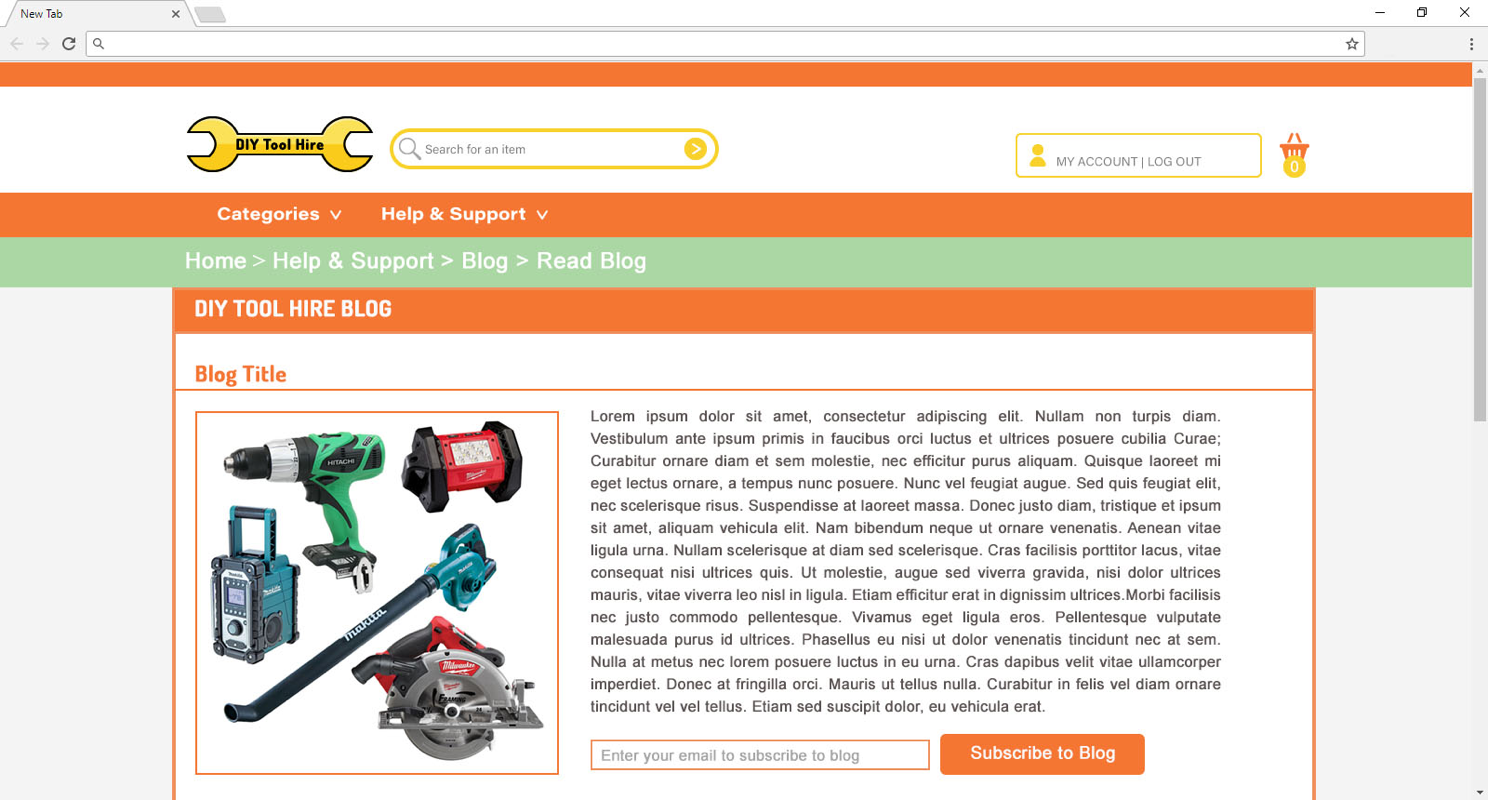 New Tab
DIY Tool Hire
Search for an item
MY ACCOUNT | LOG OUT
0
Categories
Help & Support
Home > Help & Support > Blog > Read Blog
DIY TOOL HIRE BLOG
Blog Title
HITACHI
Milwaukee
makita
Milwaukee
Lorem ipsum dolor sit amet, consectetur adipiscing elit. Nullam non turpis diam.
Vestibulum ante ipsum primis in faucibus orci luctus et ultrices posuere cubilia Curae;
Curabitur ornare diam et sem molestie, nec efficitur purus aliquam. Quisque laoreet mi
eget lectus ornare, a tempus nunc posuere. Nunc vel feugiat augue. Sed quis feugiat elit,
nec scelerisque risus. Suspendisse at laoreet massa. Donec justo diam, tristique et ipsum
sit amet, aliquam vehicula elit. Nam bibendum neque ut ornare venenatis. Aenean vitae
ligula urna. Nullam scelerisque at diam sed scelerisque. Cras facilisis porttitor lacus, vitae
consequat nisi ultrices quis. Ut molestie, augue sed viverra gravida, nisi dolor ultrices
mauris, vitae viverra leo nisl in ligula. Etiam efficitur erat in dignissim ultrices.Morbi facilisis
nec justo commodo pellentesque. Vivamus eget ligula eros. Pellentesque vulputate
malesuada purus id ultrices. Phasellus eu nisi ut dolor venenatis tincidunt nec at sem.
Nulla at metus nec lorem posuere luctus in eu urna. Cras dapibus velit vitae ullamcorper
imperdiet. Donec at fringilla orci. Mauris ut tellus nulla. Curabitur in felis vel diam ornare
tincidunt vel vel tellus. Etiam sed suscipit dolor, eu vehicula erat.
Enter your email to subscribe to blog
Subscribe to Blog